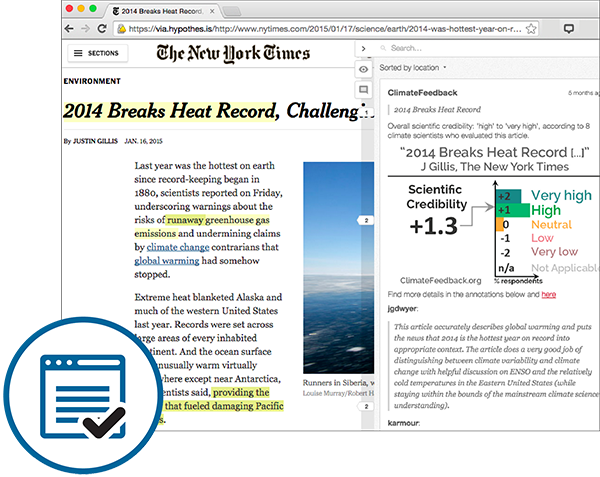 2014 Breaks Heat Record.
https://via.hypothes.is/http://www.nytimes.com/2015/01/17/science/earth/2014-was-hottest-year-on-r...
SECTIONS
The New York Times
ENVIRONMENT
2014 Breaks Heat Record, Challengin
By JUSTIN GILLIS JAN. 16, 2015
Last year was the hottest on earth
since record-keeping began in
1880, scientists reported on Friday,
underscoring warnings about the
risks of runaway greenhouse gas
emissions and undermining claims
by climate change contrarians that
global warming had somehow
stopped.
Extreme heat blanketed Alaska and
much of the western United States
last year. Records were set across
large areas of every inhabited
tinent. And the ocean surface
unusually warm virtually
where except near Antarctica,
entists said, providing the
that fueled damaging Pacific
s.
Runners in Siberia, w
Louise Murray/Robert H
1
2
2
Search...
Sorted by location
ClimateFeedback 6 months a
2014 Breaks Heat Record
Overall scientific credibility: 'high' to 'very high', according to 8
climate scientists who evaluated this article.
“2014 Breaks Heat Record [...]”
J Gillis, The New York Times
Scientific
Credibility
+1.3
+2 Very high
+1 High
0 Neutral
-1 Low
-2 Very low
n/a Not Applicable
ClimateFeedback.org % respondents
Find more details in the annotations below and here
jgdwyer:
This article accurately describes global warming and puts
the news that 2014 is the hottest year on record into
appropriate context. The article does a very good job of
distinguishing between climate variability and climate
change with helpful discussion on ENSO and the relatively
cold temperatures in the Eastern United States (while
staying within the bounds of the mainstream climate science
understanding).
karmour: